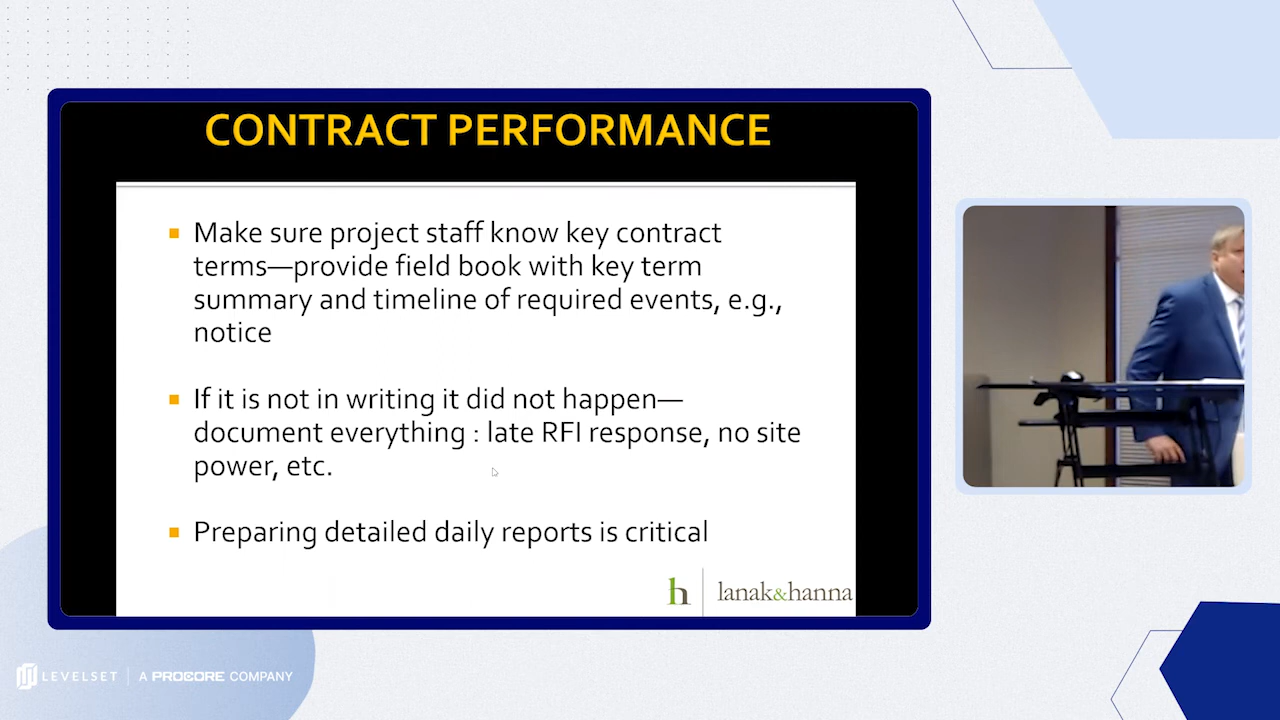 CONTRACT PERFORMANCE
Make sure project staff know key contract
terms—provide field book with key term
summary and timeline of required events, e.g.,
notice
If it is not in writing it did not happen—
document everything : late RFI response, no site
power, etc.
Preparing detailed daily reports is critical
h lanak&hanna
LEVELSET A PROCORE COMPANY